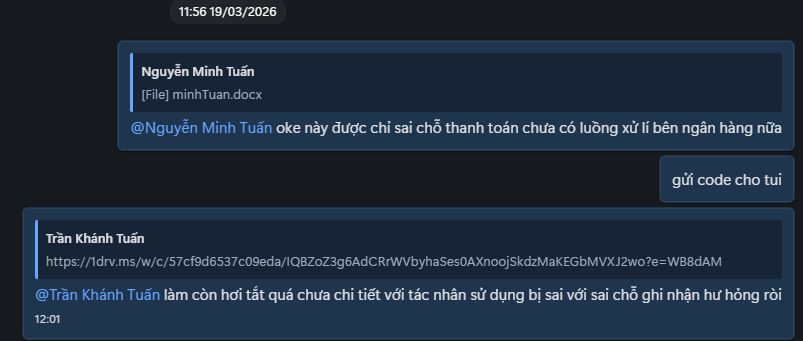 11:56 19/03/2026
Nguyễn Minh Tuấn
[File] minhTuan.docx
@Nguyễn Minh Tuấn oke này được chỉ sai chỗ thanh toán chưa có luồng xử lí bên ngân hàng nữa
gửi code cho tui
Trần Khánh Tuấn
https://1drv.ms/w/c/57cf9d6537c09eda/IQBZoZ3g6AdCRrWVbyhaSes0AXnoojSkdzMaKEGbMVXJ2wo?e=WB8dAM
@Trần Khánh Tuấn làm còn hơi tắt quá chưa chi tiết với tác nhân sử dụng bị sai với sai chỗ ghi nhận hư hỏng ròi
12:01